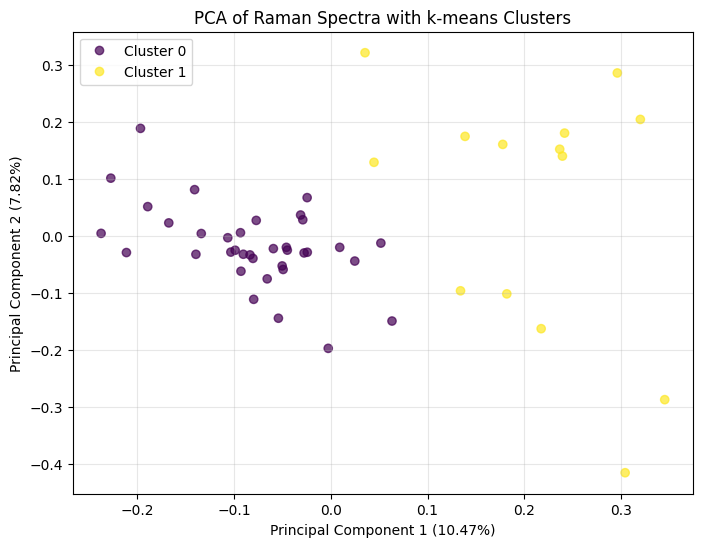 PCA of Raman Spectra with k-means Clusters
Cluster 0
Cluster 1
Principal Component 2 (7.82%)
0.3
0.2
0.1
0.0
−0.1
−0.2
−0.3
−0.4
−0.2
−0.1
0.0
0.1
0.2
0.3
Principal Component 1 (10.47%)